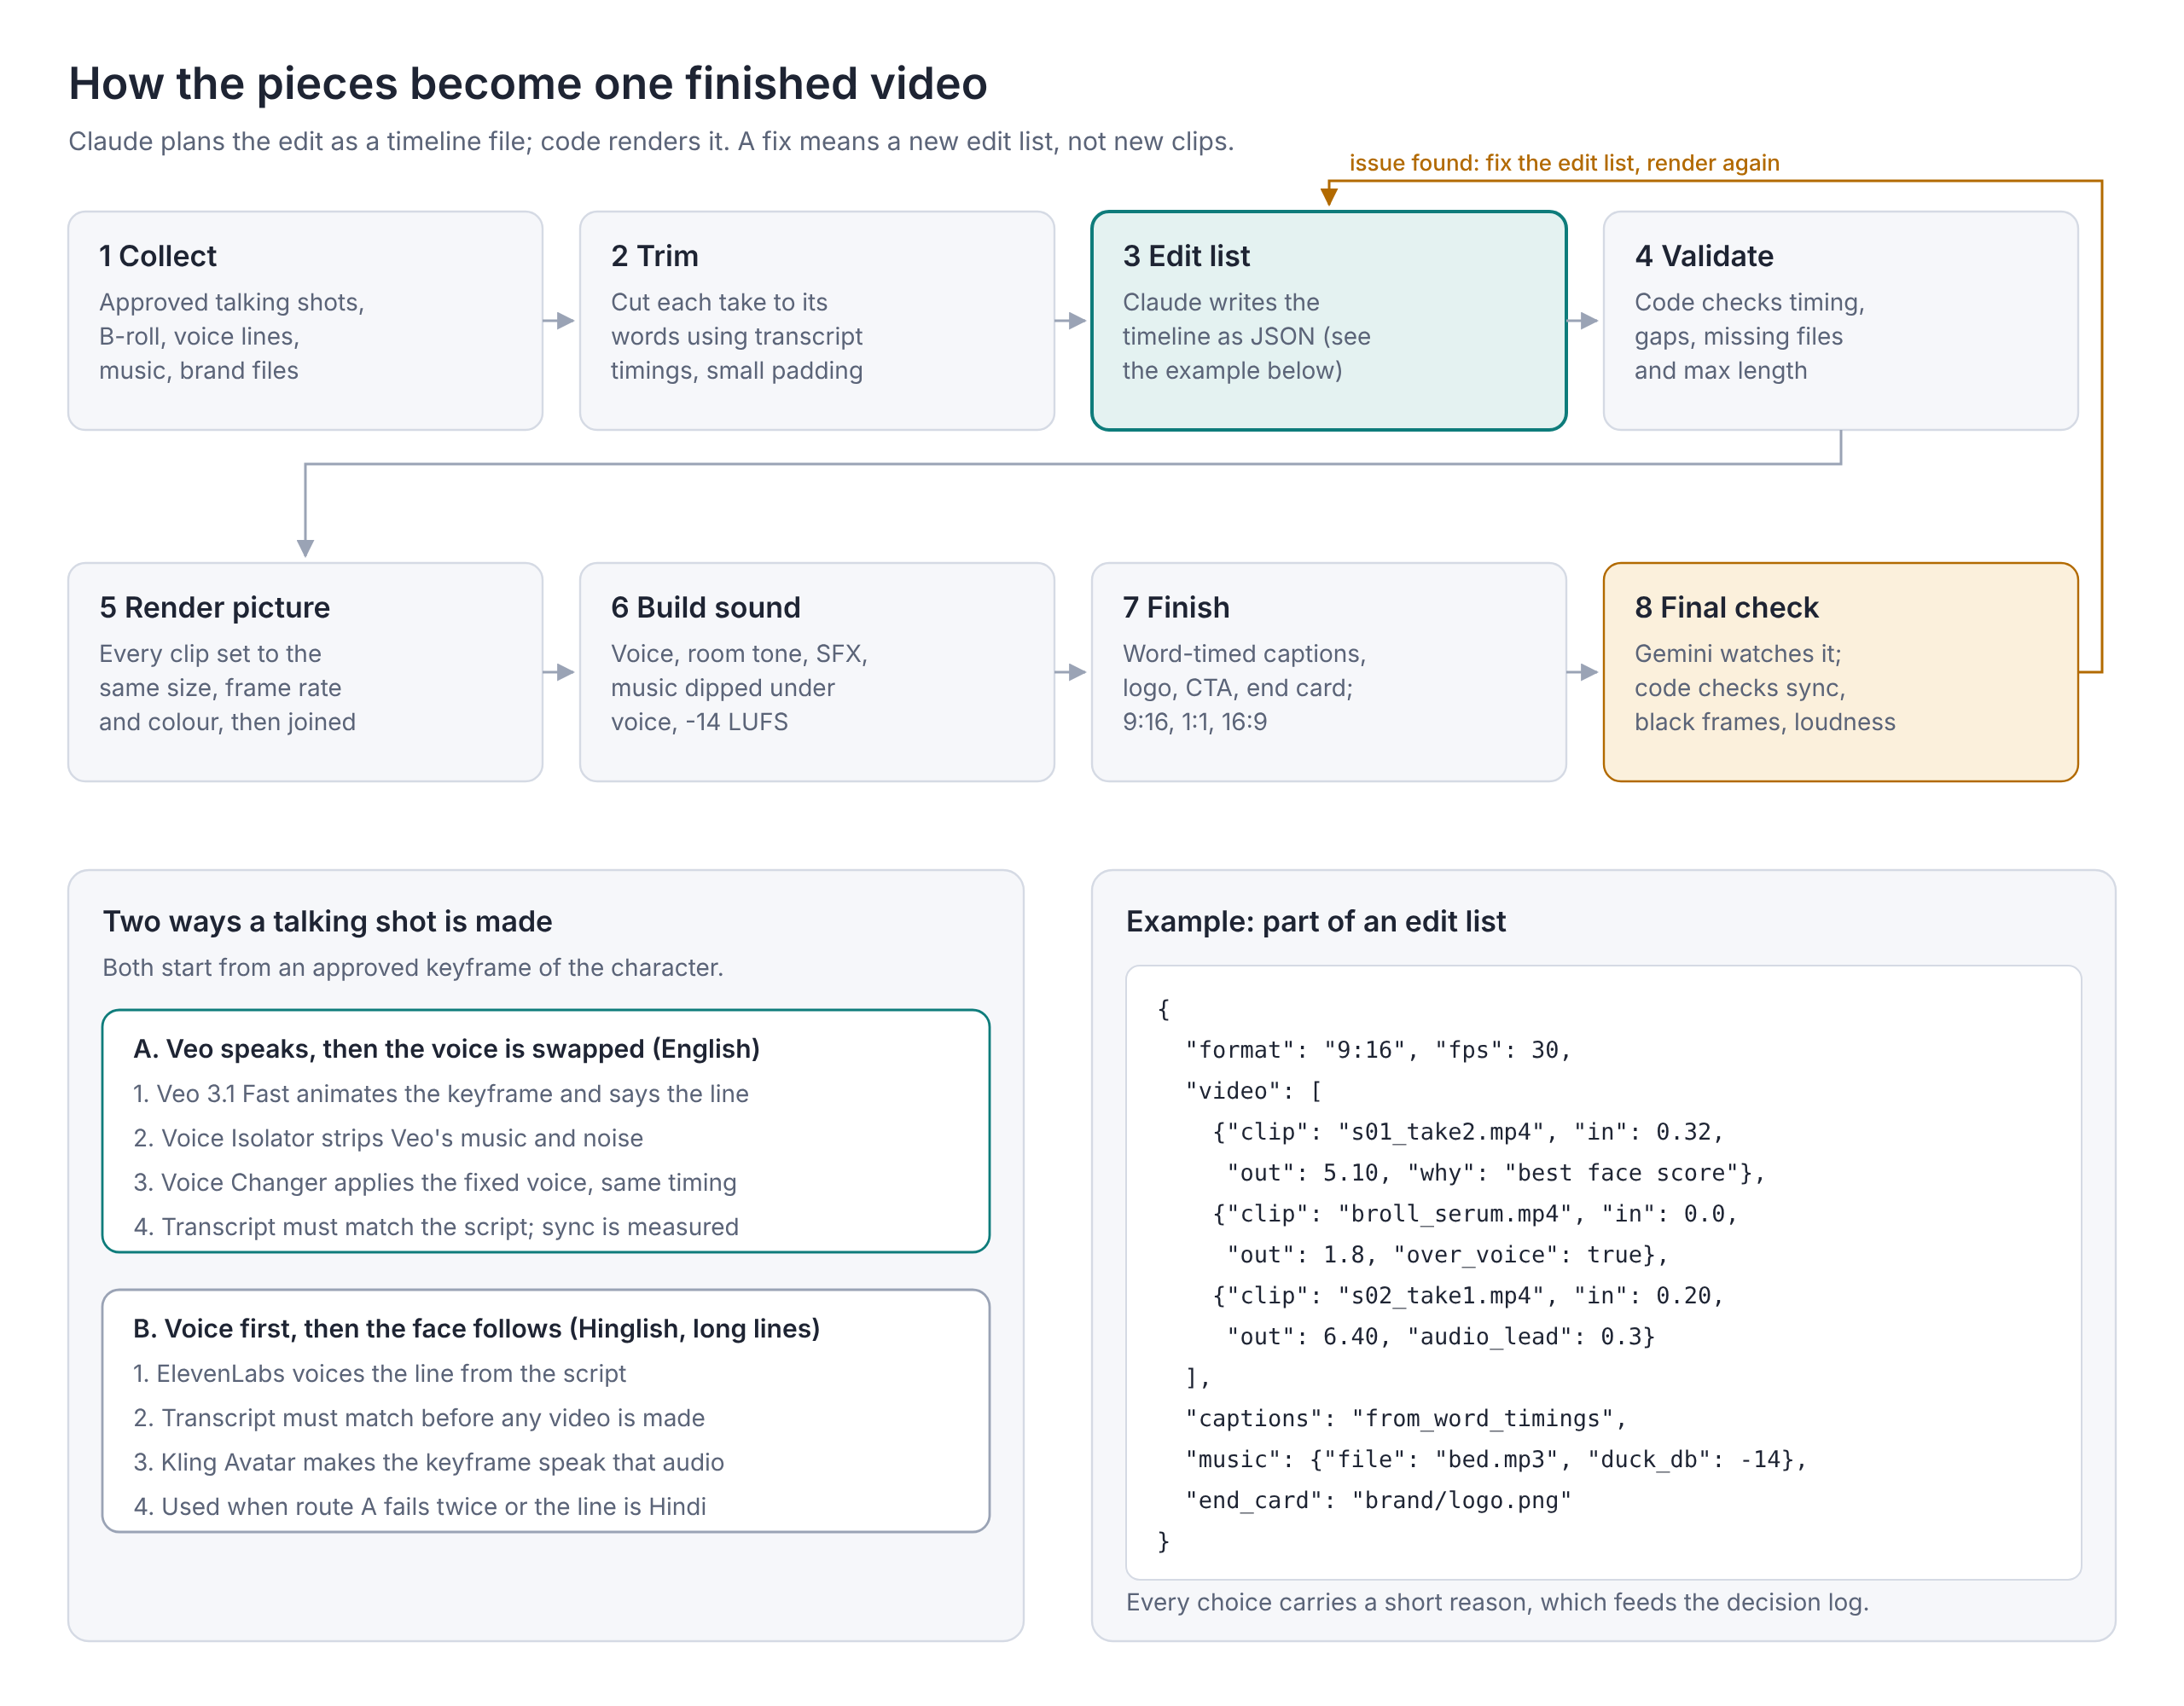 How the pieces become one finished video
Claude plans the edit as a timeline file; code renders it. A fix means a new edit list, not new clips.
issue found: fix the edit list, render again
1 Collect
Approved talking shots,
B-roll, voice lines,
music, brand files
2 Trim
Cut each take to its
words using transcript
timings, small padding
3 Edit list
Claude writes the
timeline as JSON (see
the example below)
4 Validate
Code checks timing,
gaps, missing files
and max length
5 Render picture
Every clip set to the
same size, frame rate
and colour, then joined
6 Build sound
Voice, room tone, SFX,
music dipped under
voice, -14 LUFS
7 Finish
Word-timed captions,
logo, CTA, end card;
9:16, 1:1, 16:9
8 Final check
Gemini watches it;
code checks sync,
black frames, loudness
Two ways a talking shot is made
Both start from an approved keyframe of the character.
A. Veo speaks, then the voice is swapped (English)
1. Veo 3.1 Fast animates the keyframe and says the line
2. Voice Isolator strips Veo's music and noise
3. Voice Changer applies the fixed voice, same timing
4. Transcript must match the script; sync is measured
B. Voice first, then the face follows (Hinglish, long lines)
1. ElevenLabs voices the line from the script
2. Transcript must match before any video is made
3. Kling Avatar makes the keyframe speak that audio
4. Used when route A fails twice or the line is Hindi
Example: part of an edit list
{
"format": "9:16", "fps": 30,
"video": [
{"clip": "s01_take2.mp4", "in": 0.32,
"out": 5.10, "why": "best face score"},
{"clip": "broll_serum.mp4", "in": 0.0,
"out": 1.8, "over_voice": true},
{"clip": "s02_take1.mp4", "in": 0.20,
"out": 6.40, "audio_lead": 0.3}
],
"captions": "from_word_timings",
"music": {"file": "bed.mp3", "duck_db": -14},
"end_card": "brand/logo.png"
}
Every choice carries a short reason, which feeds the decision log.